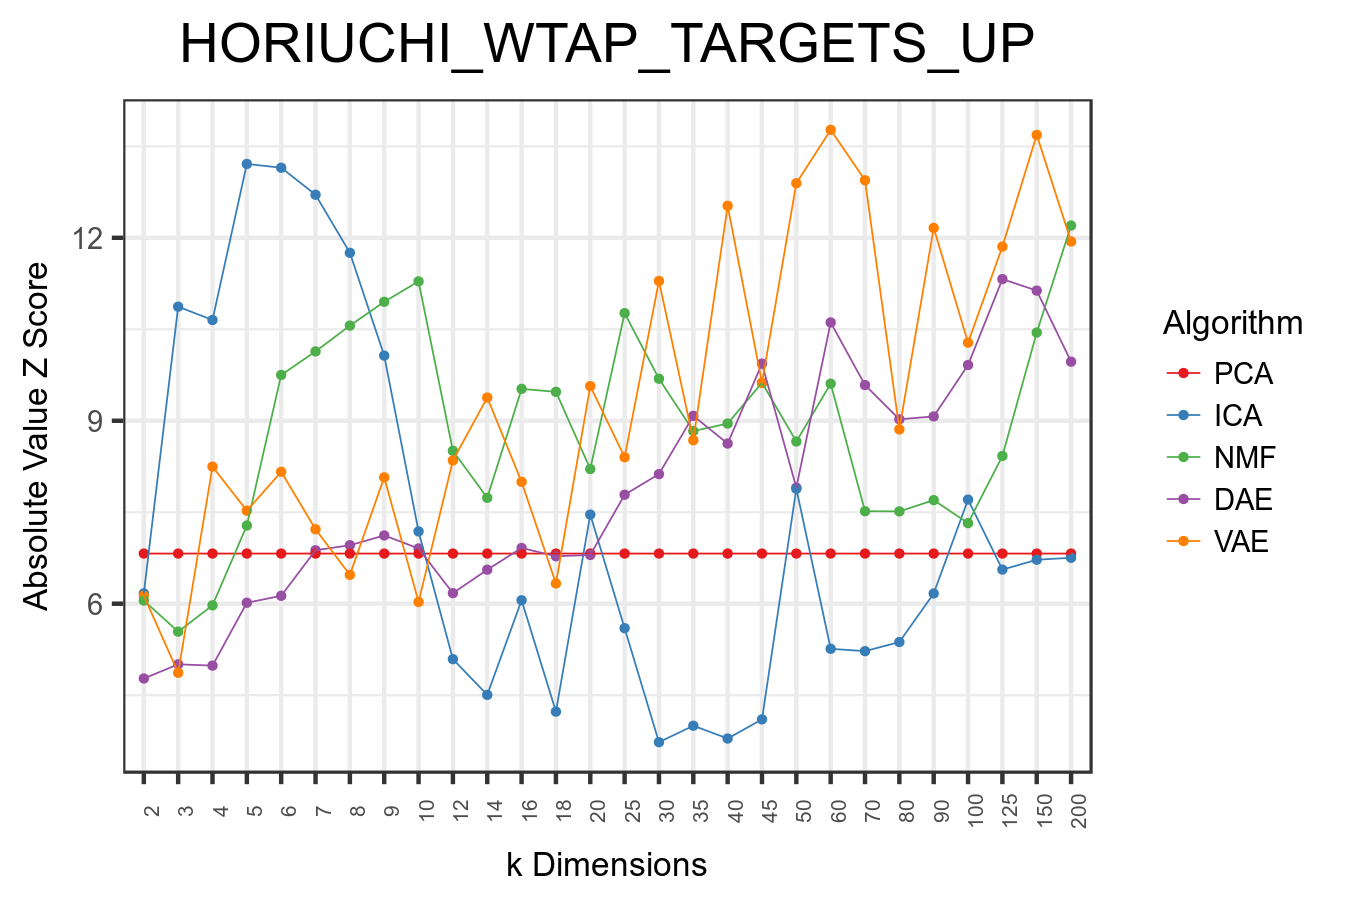 HORIUCHI_WTAP_TARGETS_UP
Absolute Value Z Score
12
9
6
2 3 4 5 6 7 8 9 10 12 14 16 18 20 25 30 35 40 45 50 60 70 80 90 100 125 150 200
k Dimensions
Algorithm
PCA
ICA
NMF
DAE
VAE